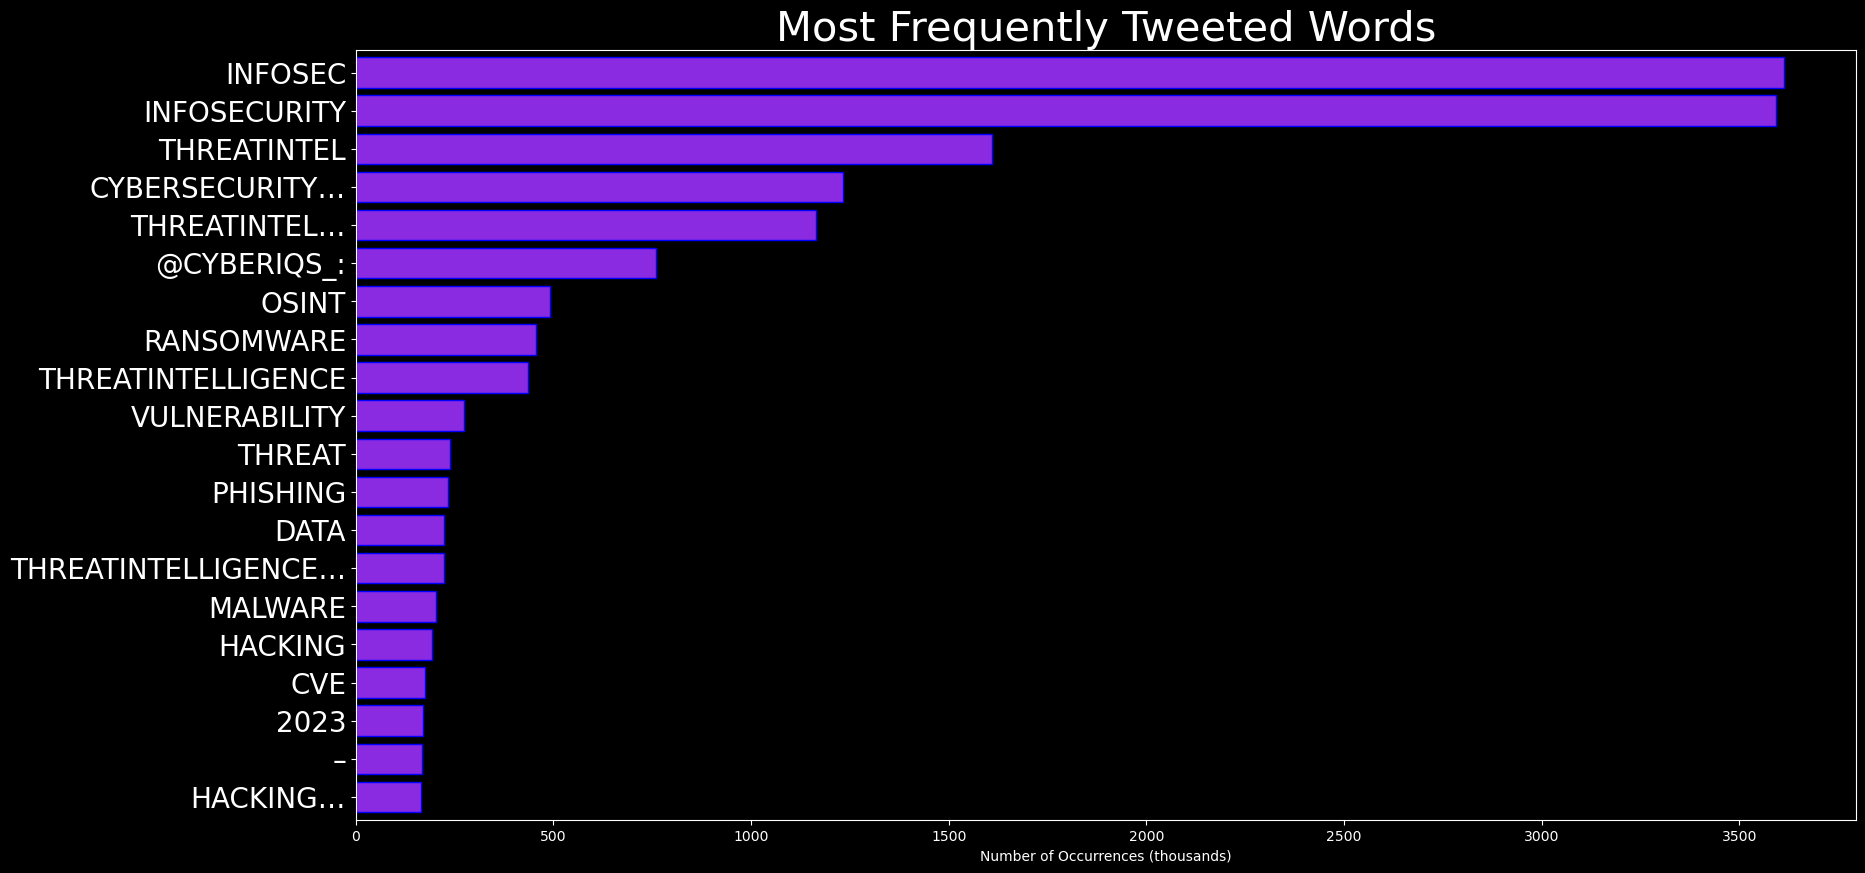 Most Frequently Tweeted Words
INFOSEC
INFOSECURITY
THREATINTEL
CYBERSECURITY…
THREATINTEL…
@CYBERIQS_:
OSINT
RANSOMWARE
THREATINTELLIGENCE
VULNERABILITY
THREAT
PHISHING
DATA
THREATINTELLIGENCE…
MALWARE
HACKING
CVE
2023
–
HACKING…
0 500 1000 1500 2000 2500 3000 3500
Number of Occurrences (thousands)